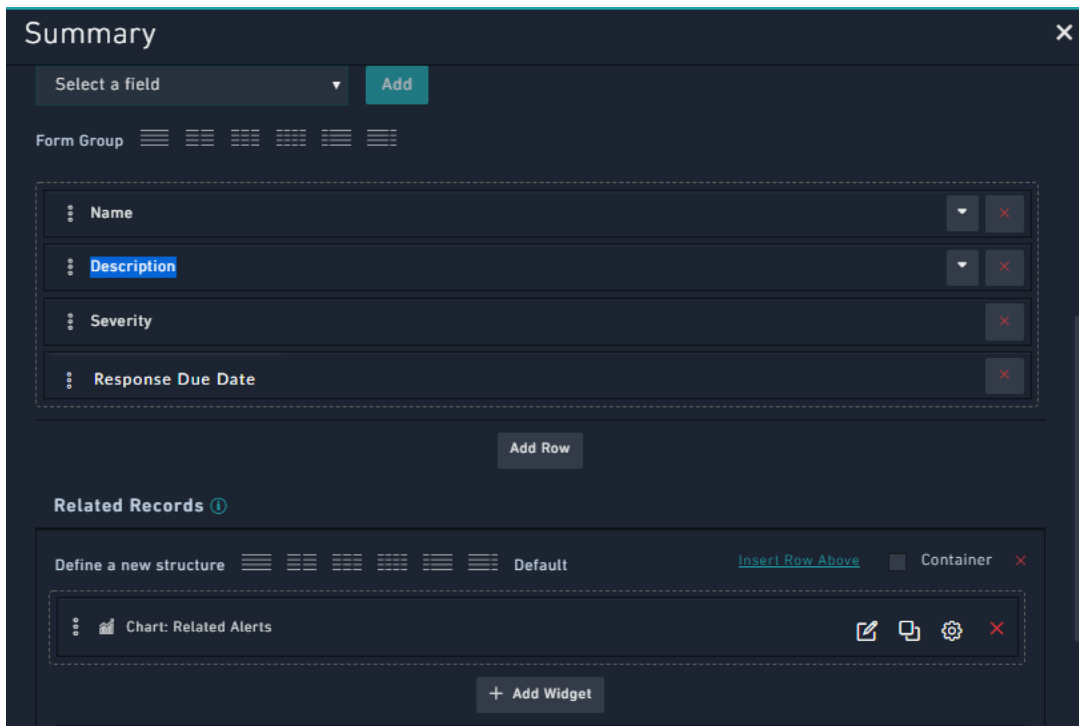 Summary
Select a field Add
Form Group
Name
Description
Severity
Response Due Date
Add Row
Related Records
Define a new structure Default Insert Row Above Container
Chart: Related Alerts
+ Add Widget